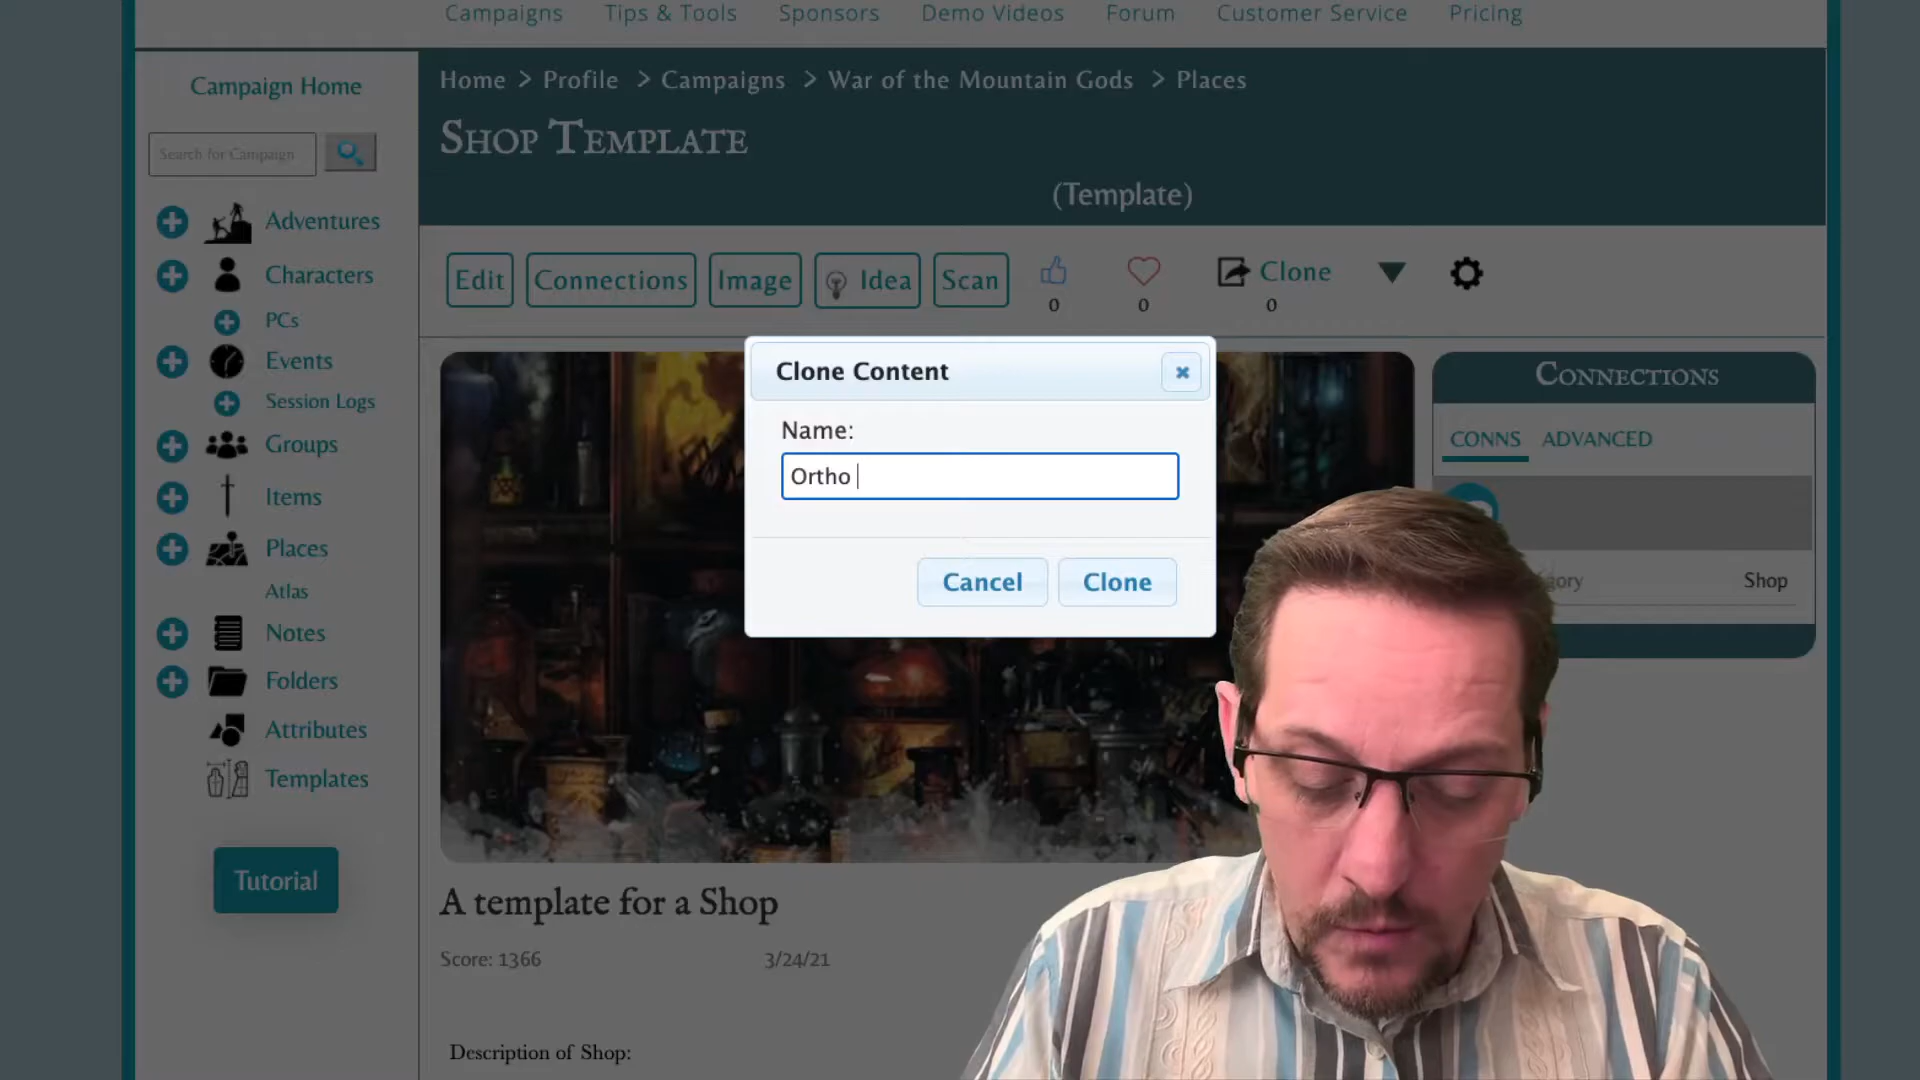 Campaigns Tips & Tools Sponsors Demo Videos Forum Customer Service Pricing
Campaign Home
Search for Campaign
Adventures
Characters
PCs
Events
Session Logs
Groups
Items
Places
Atlas
Notes
Folders
Attributes
Templates
Tutorial
Home > Profile > Campaigns > War of the Mountain Gods > Places
Shop Template
(Template)
Edit Connections Image Idea Scan 0 0 Clone 0
Clone Content
Name:
Ortho
Cancel Clone
Connections
CONNS ADVANCED
Shop
A template for a Shop
Score: 1366 3/24/21
Description of Shop: